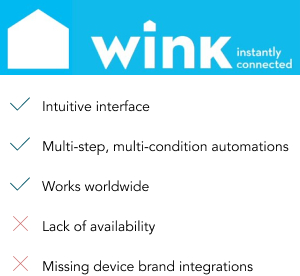 wink instantly
connected
Intuitive interface
Multi-step, multi-condition automations
Works worldwide
Lack of availability
Missing device brand integrations